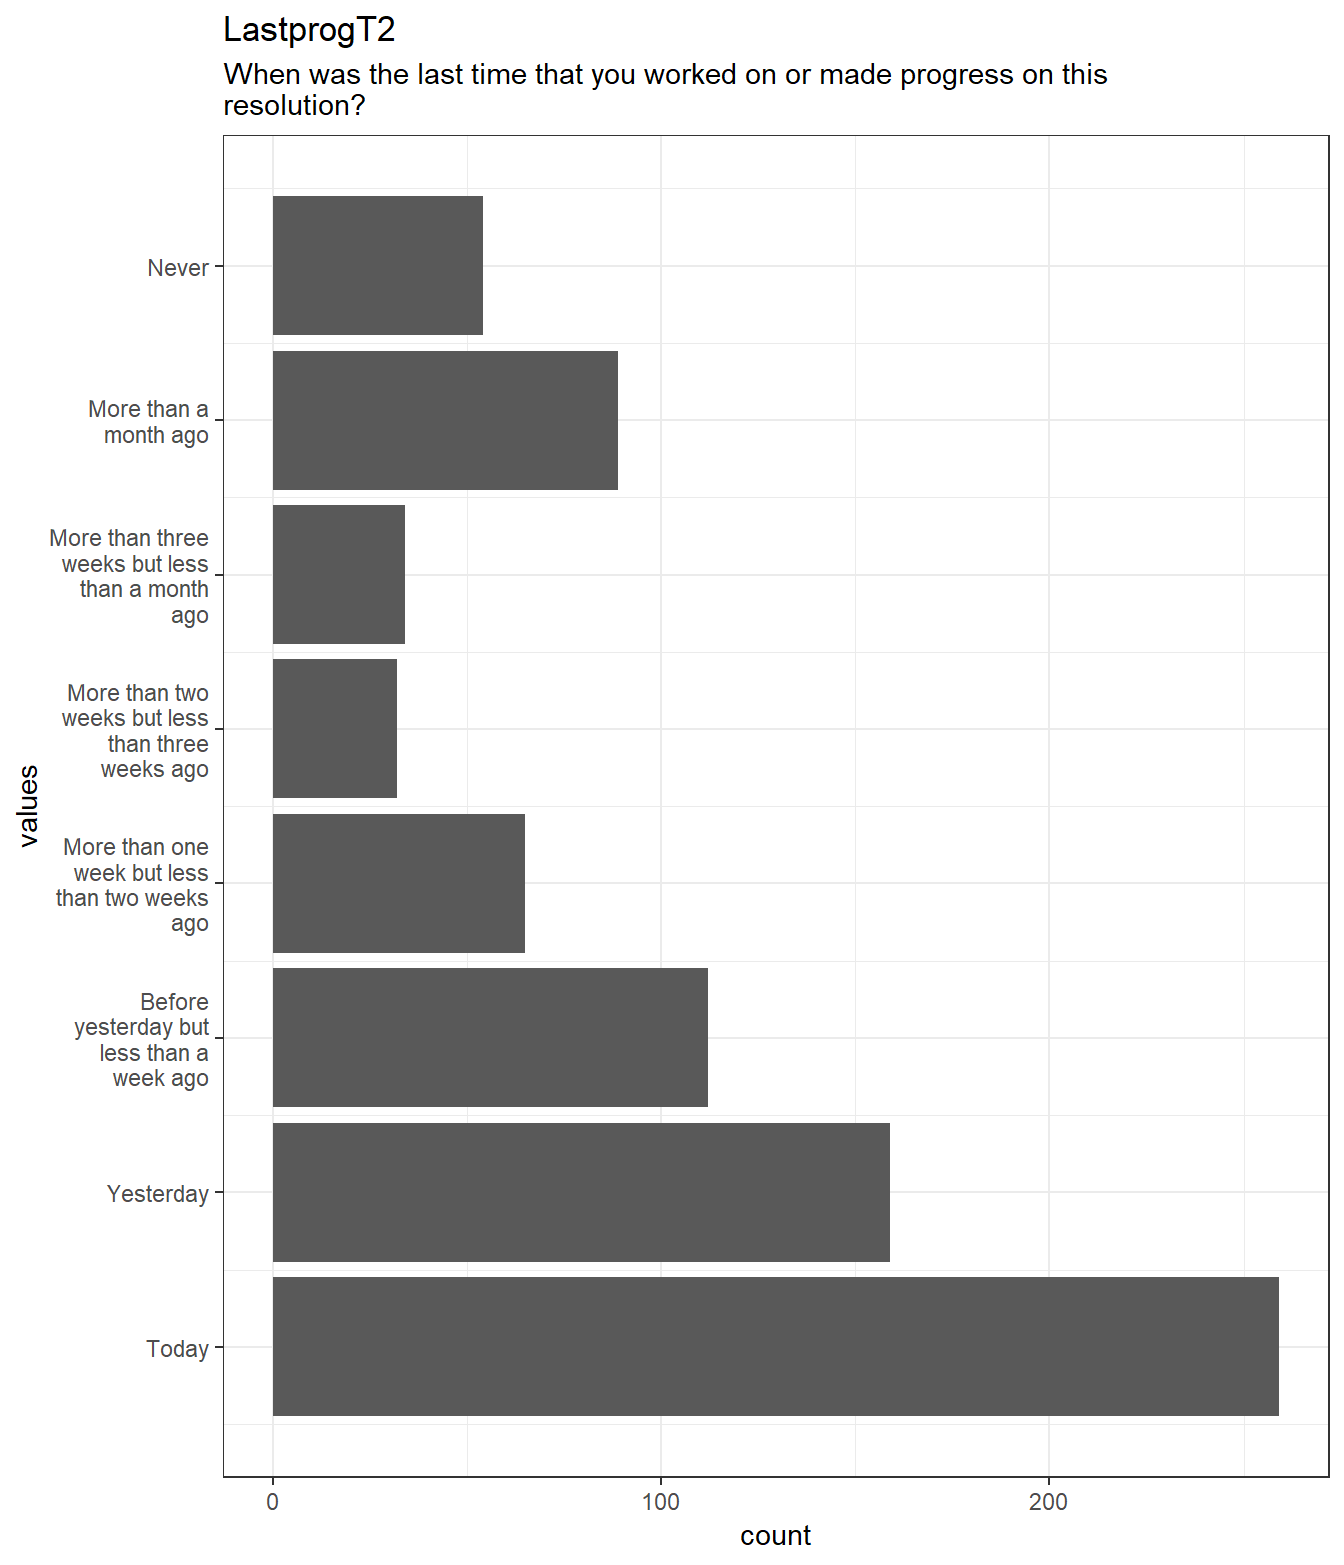 LastprogT2
When was the last time that you worked on or made progress on this
resolution?
Never
More than a
month ago
More than three
weeks but less
than a month
ago
More than two
weeks but less
than three
weeks ago
More than one
week but less
than two weeks
ago
Before
yesterday but
less than a
week ago
Yesterday
Today
values
0 100 200
count